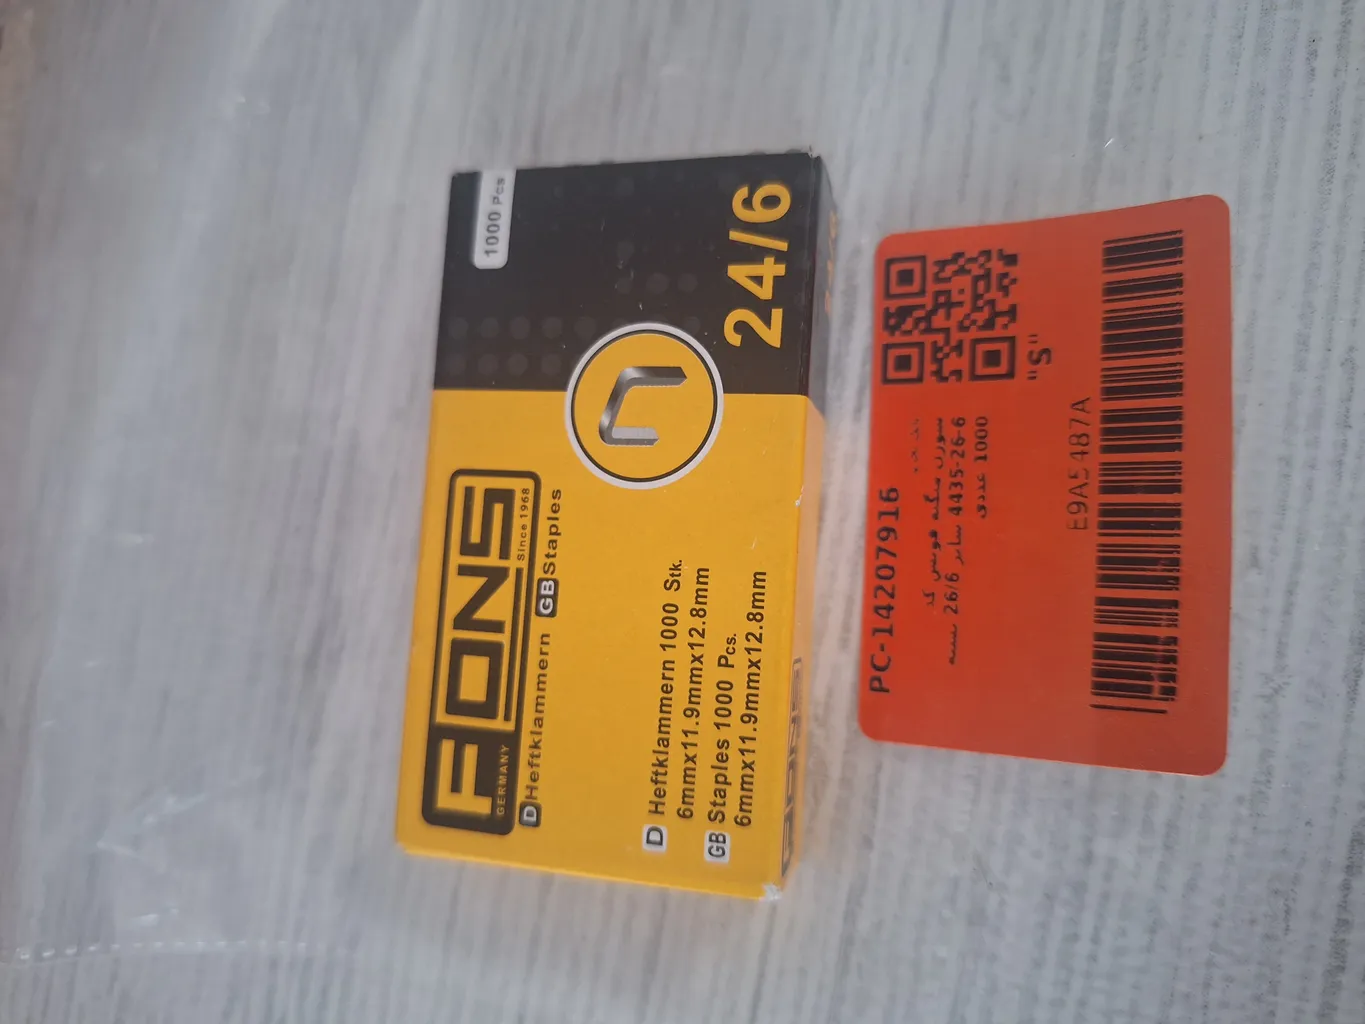 1000 Pcs
24/6
FONS
GERMANY
Since 1968
D Heftklammern GB Staples
D Heftklammern 1000 Stk.
6mmx11.9mmx12.8mm
GB Staples 1000 Pcs.
6mmx11.9mmx12.8mm
PC-14207916
سوزن منگنه فونس کد
4435-26-6 سایز 26/6 بسته
1000 عددی
"S"
E9A5487A